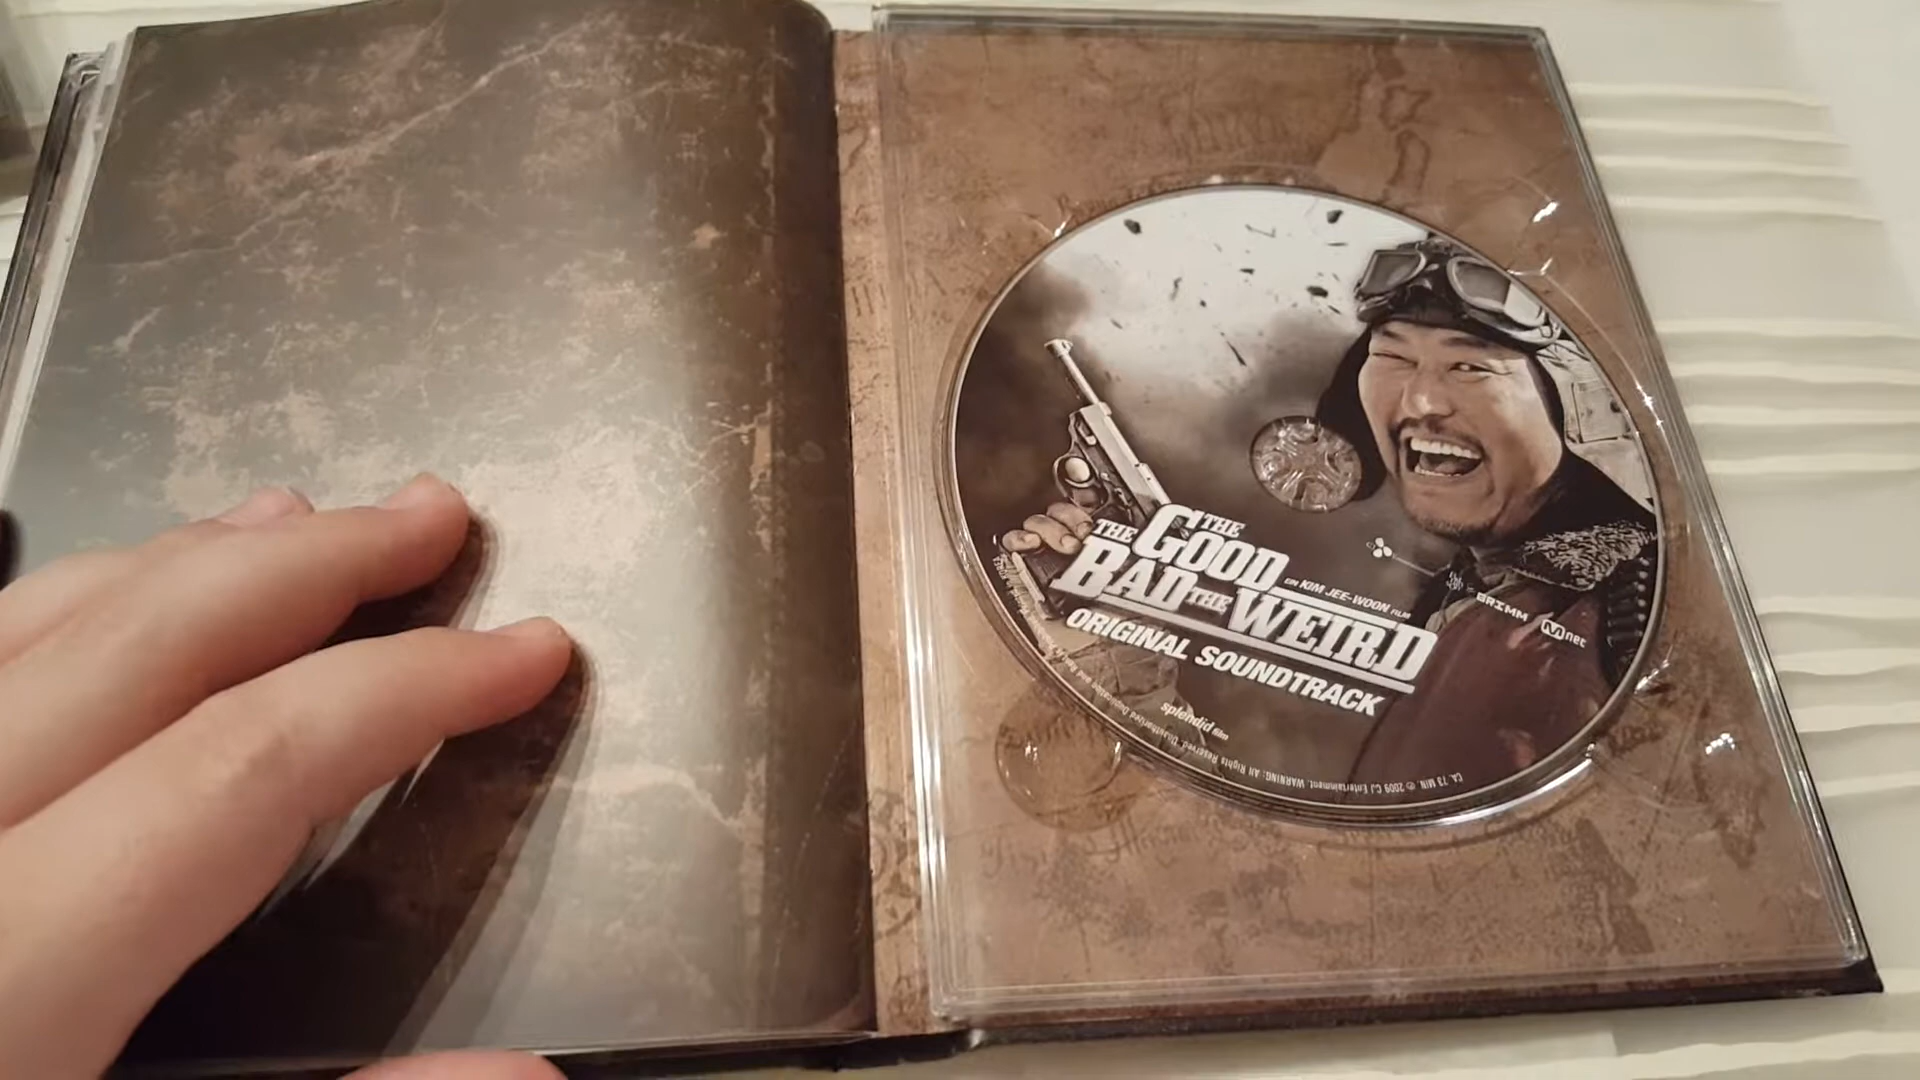 THE GOOD
THE BAD THE WEIRD
EIN KIM JEE-WOON FILM
ORIGINAL SOUNDTRACK
GRIMM
Mnet
splendid film
CA. 73 MIN. ℗ 2009 CJ Entertainment. WARNING: All Rights Reserved. Unauthorized Duplication